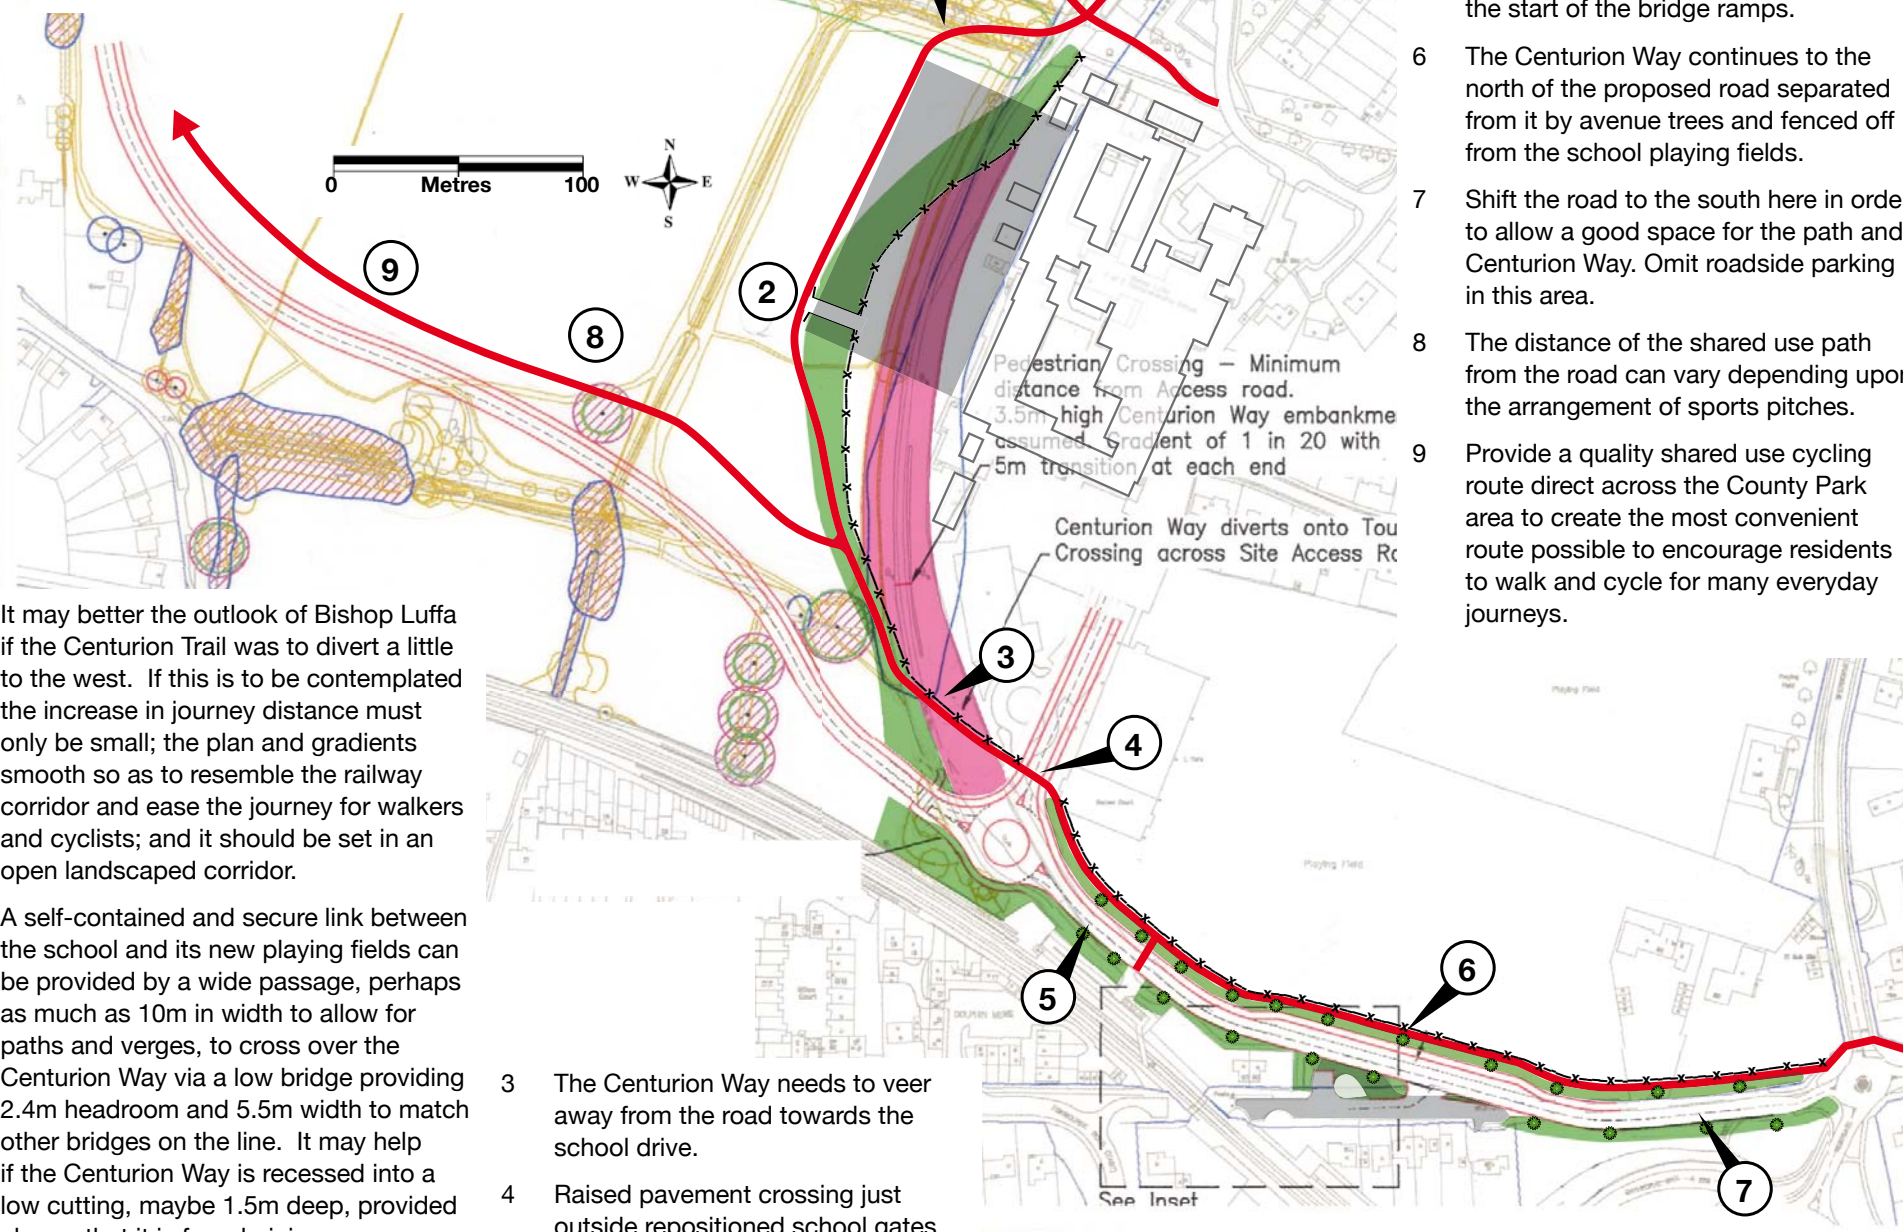 the start of the bridge ramps.
6 The Centurion Way continues to the
north of the proposed road separated
from it by avenue trees and fenced off
from the school playing fields.
7 Shift the road to the south here in orde
to allow a good space for the path and
Centurion Way. Omit roadside parking
in this area.
8 The distance of the shared use path
from the road can vary depending upon
the arrangement of sports pitches.
9 Provide a quality shared use cycling
route direct across the County Park
area to create the most convenient
route possible to encourage residents
to walk and cycle for many everyday
journeys.
0 Metres 100
N
W E
S
9
8
2
Pedestrian Crossing – Minimum
distance from Access road.
3.5m high Centurion Way embankme
assumed. Gradient of 1 in 20 with
5m transition at each end
Centurion Way diverts onto Tou
Crossing across Site Access Ro
3
4
5
6
7
Playing Field
Playing Field
Playing Field
See Inset
It may better the outlook of Bishop Luffa
if the Centurion Trail was to divert a little
to the west. If this is to be contemplated
the increase in journey distance must
only be small; the plan and gradients
smooth so as to resemble the railway
corridor and ease the journey for walkers
and cyclists; and it should be set in an
open landscaped corridor.
A self-contained and secure link between
the school and its new playing fields can
be provided by a wide passage, perhaps
as much as 10m in width to allow for
paths and verges, to cross over the
Centurion Way via a low bridge providing
2.4m headroom and 5.5m width to match
other bridges on the line. It may help
if the Centurion Way is recessed into a
low cutting, maybe 1.5m deep, provided
3 The Centurion Way needs to veer
away from the road towards the
school drive.
4 Raised pavement crossing just
outside repositioned school gates